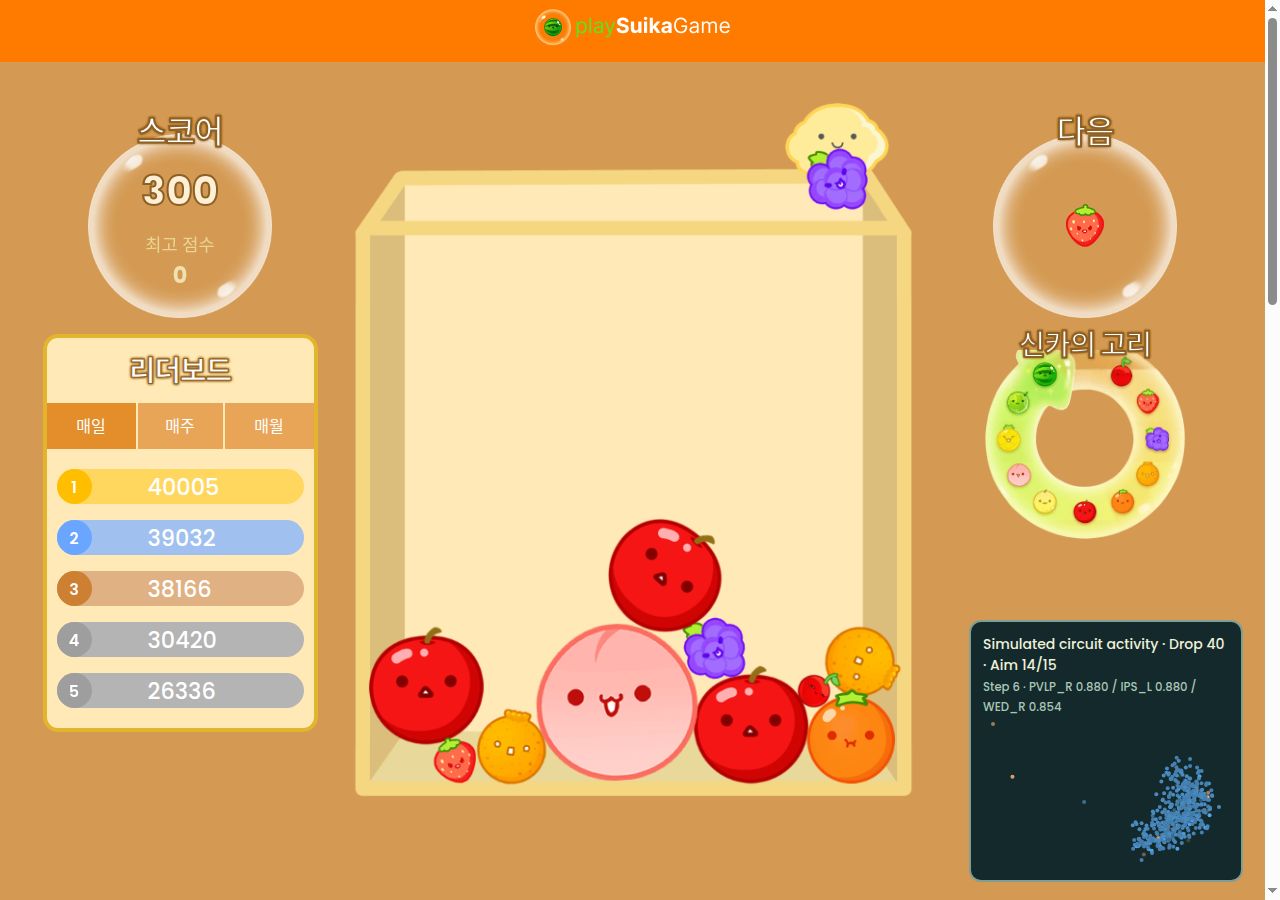 playSuikaGame
스코어
300
최고 점수
0
다음
신카의 고리
리더보드
매일
매주
매월
1 40005
2 39032
3 38166
4 30420
5 26336
Simulated circuit activity · Drop 40
· Aim 14/15
Step 6 · PVLP_R 0.880 / IPS_L 0.880 /
WED_R 0.854